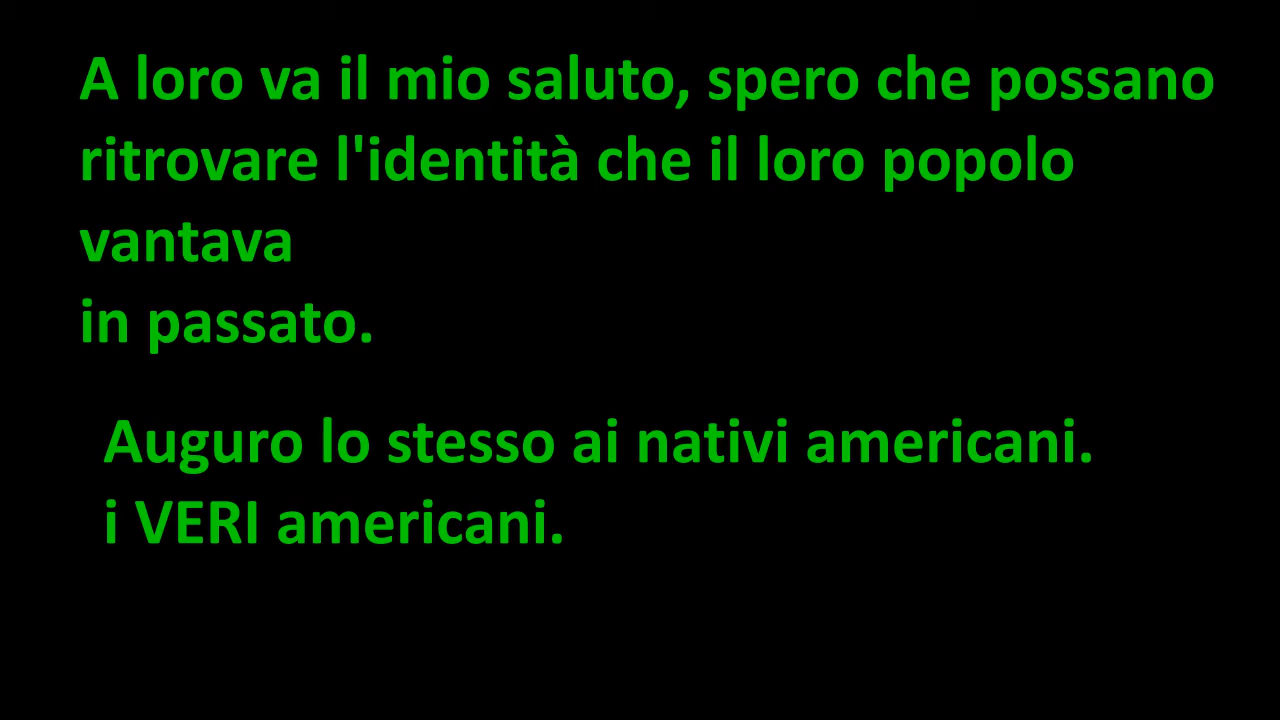 A loro va il mio saluto, spero che possano
ritrovare l'identità che il loro popolo
vantava
in passato.
Auguro lo stesso ai nativi americani.
i VERI americani.